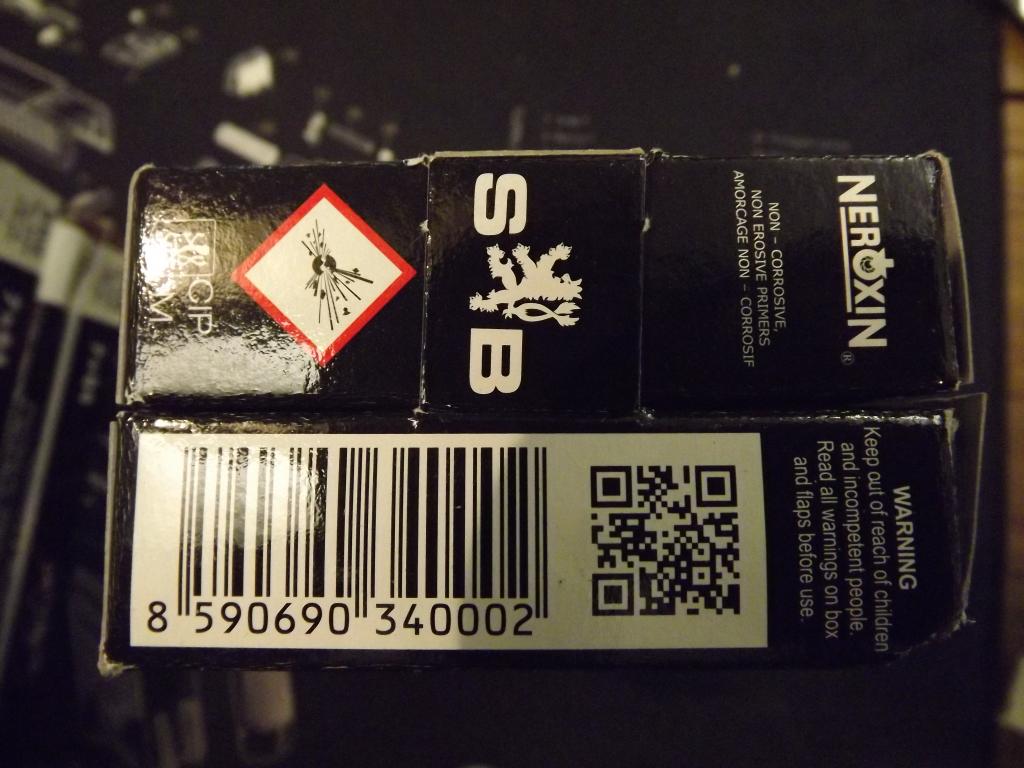 NEROXIN®
NON – CORROSIVE,
NON EROSIVE PRIMERS
AMORCAGE NON – CORROSIF
S B
CIP
WARNING
Keep out of reach of children
and incompetent people.
Read all warnings on box
and flaps before use.
8 590690 340002